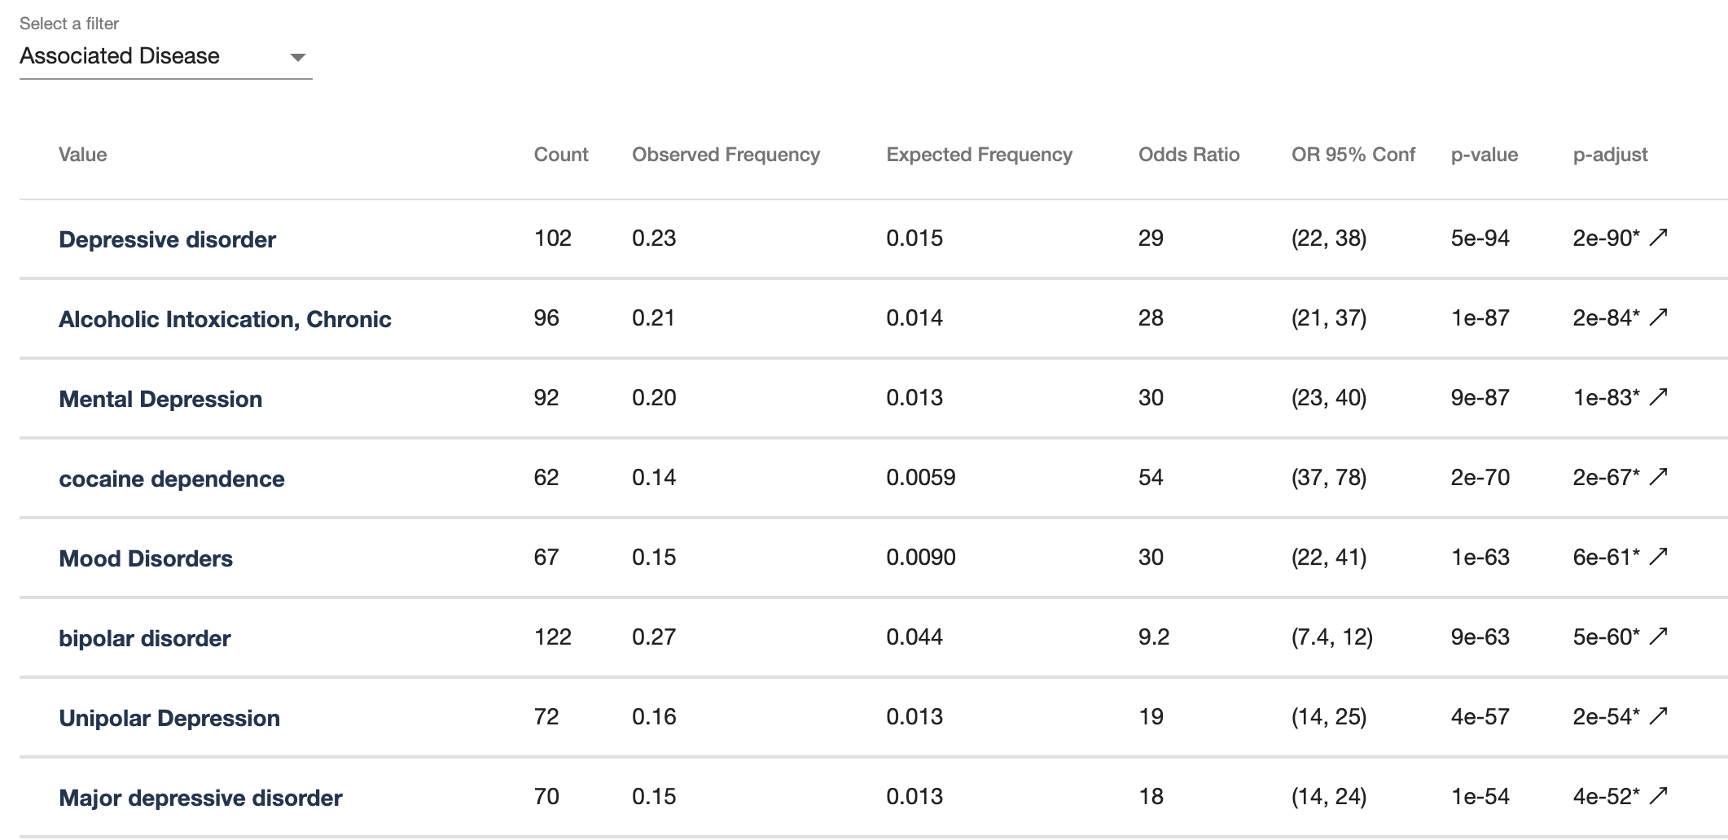 Select a filter
Associated Disease
Value Count Observed Frequency Expected Frequency Odds Ratio OR 95% Conf p-value p-adjust
Depressive disorder 102 0.23 0.015 29 (22, 38) 5e-94 2e-90*
Alcoholic Intoxication, Chronic 96 0.21 0.014 28 (21, 37) 1e-87 2e-84*
Mental Depression 92 0.20 0.013 30 (23, 40) 9e-87 1e-83*
cocaine dependence 62 0.14 0.0059 54 (37, 78) 2e-70 2e-67*
Mood Disorders 67 0.15 0.0090 30 (22, 41) 1e-63 6e-61*
bipolar disorder 122 0.27 0.044 9.2 (7.4, 12) 9e-63 5e-60*
Unipolar Depression 72 0.16 0.013 19 (14, 25) 4e-57 2e-54*
Major depressive disorder 70 0.15 0.013 18 (14, 24) 1e-54 4e-52*